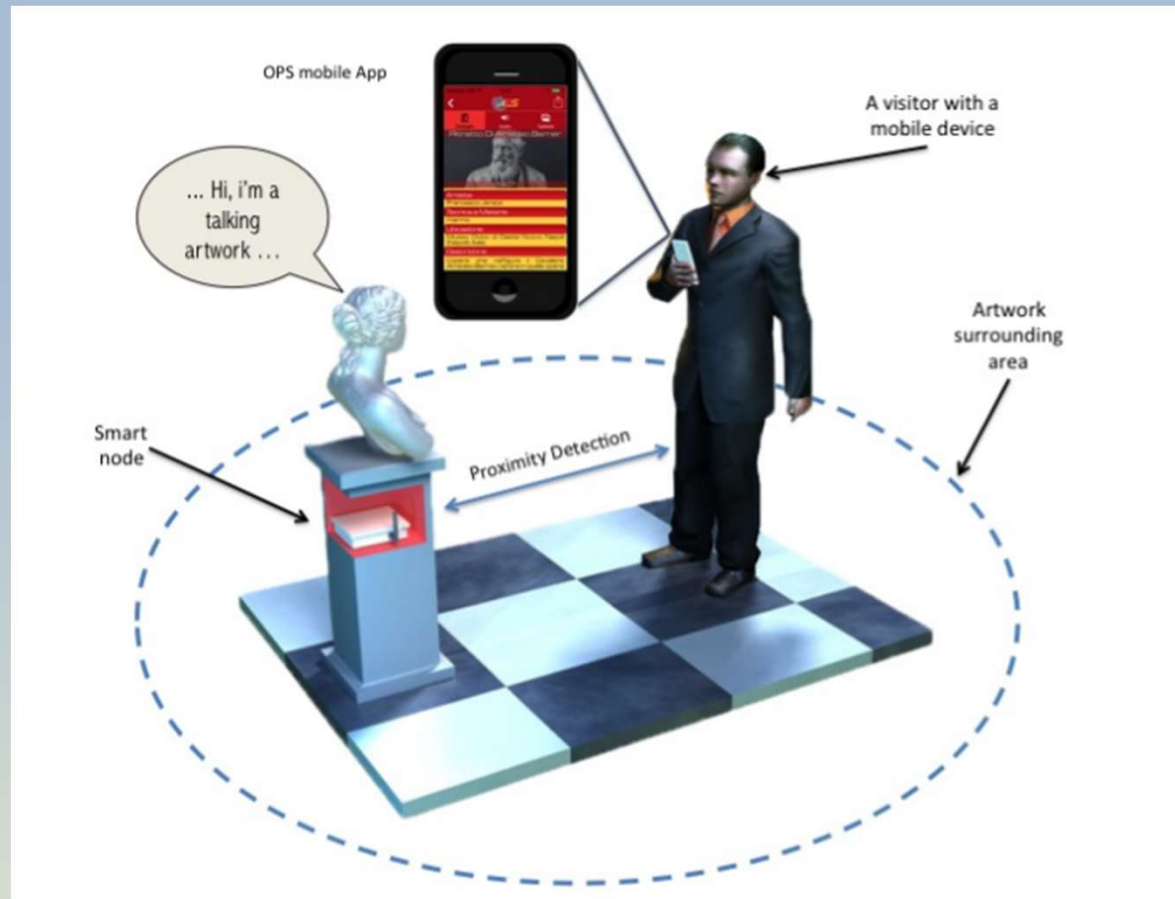 OPS mobile App
A visitor with a
mobile device
... Hi, i'm a
talking
artwork ...
Artwork
surrounding
area
Smart
node
Proximity Detection